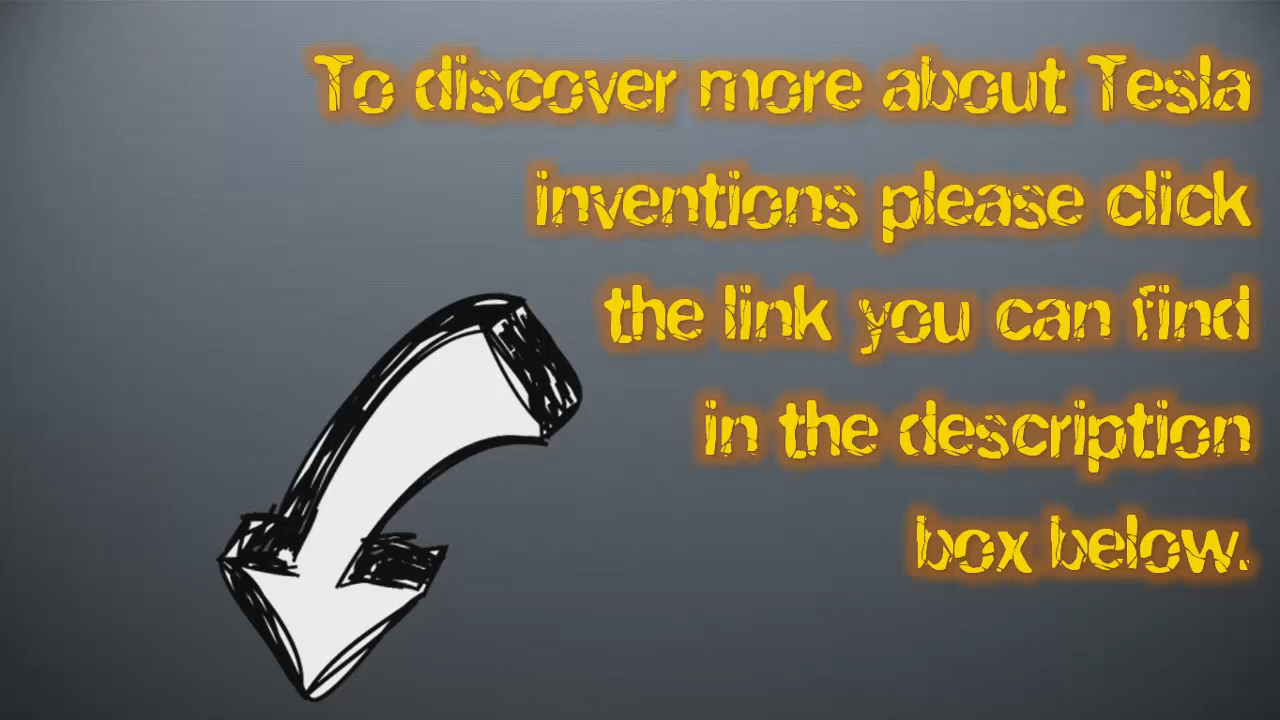 To discover more about Tesla
inventions please click
the link you can find
in the description
box below.